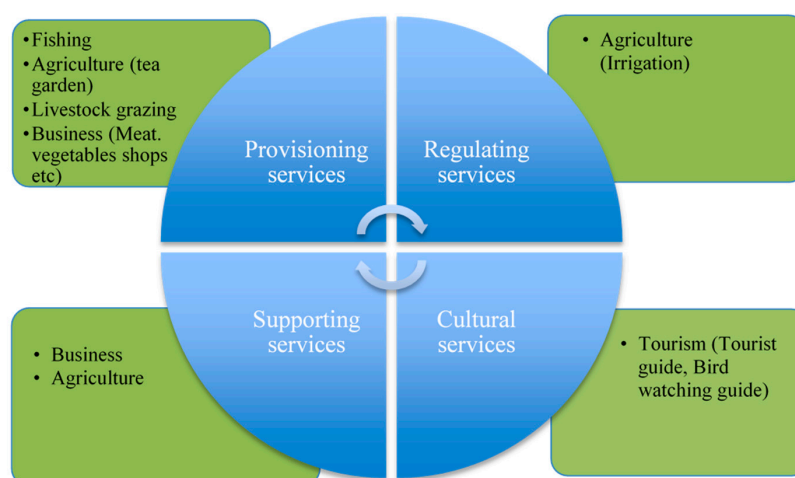 •Fishing
•Agriculture (tea
garden)
•Livestock grazing
•Business (Meat.
vegetables shops
etc)
Provisioning
services
Regulating
services
• Agriculture
(Irrigation)
Supporting
services
Cultural
services
• Business
• Agriculture
• Tourism (Tourist
guide, Bird
watching guide)